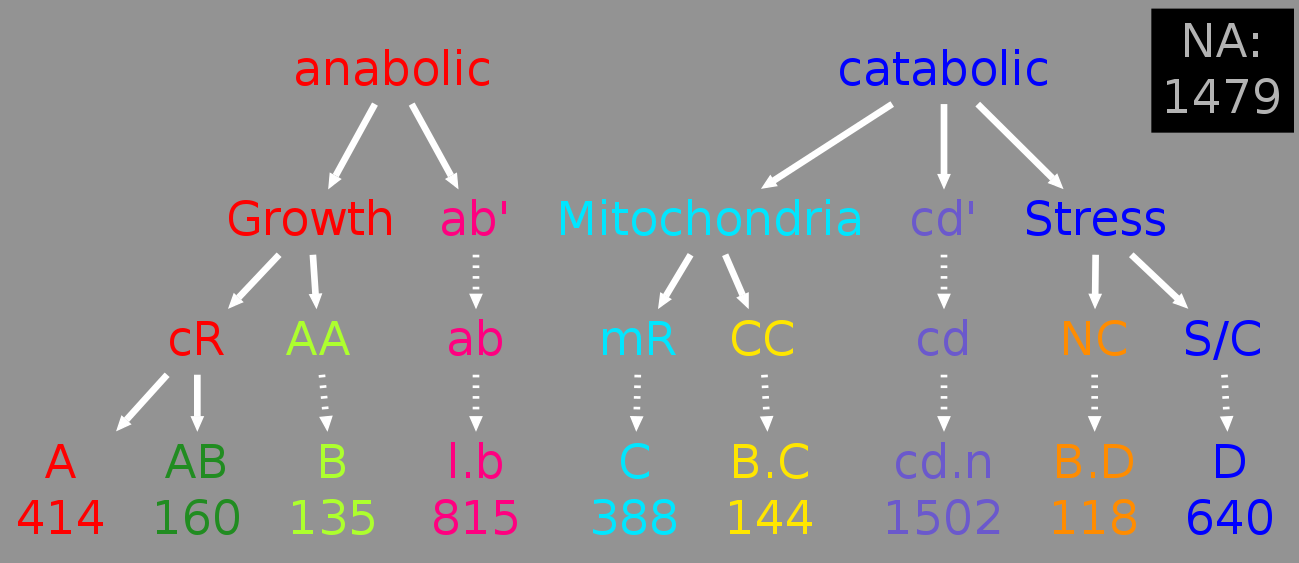 NA:
1479
anabolic catabolic
Growth ab' Mitochondria cd' Stress
cR AA ab mR CC cd NC S/C
A AB B l.b C B.C cd.n B.D D
414 160 135 815 388 144 1502 118 640